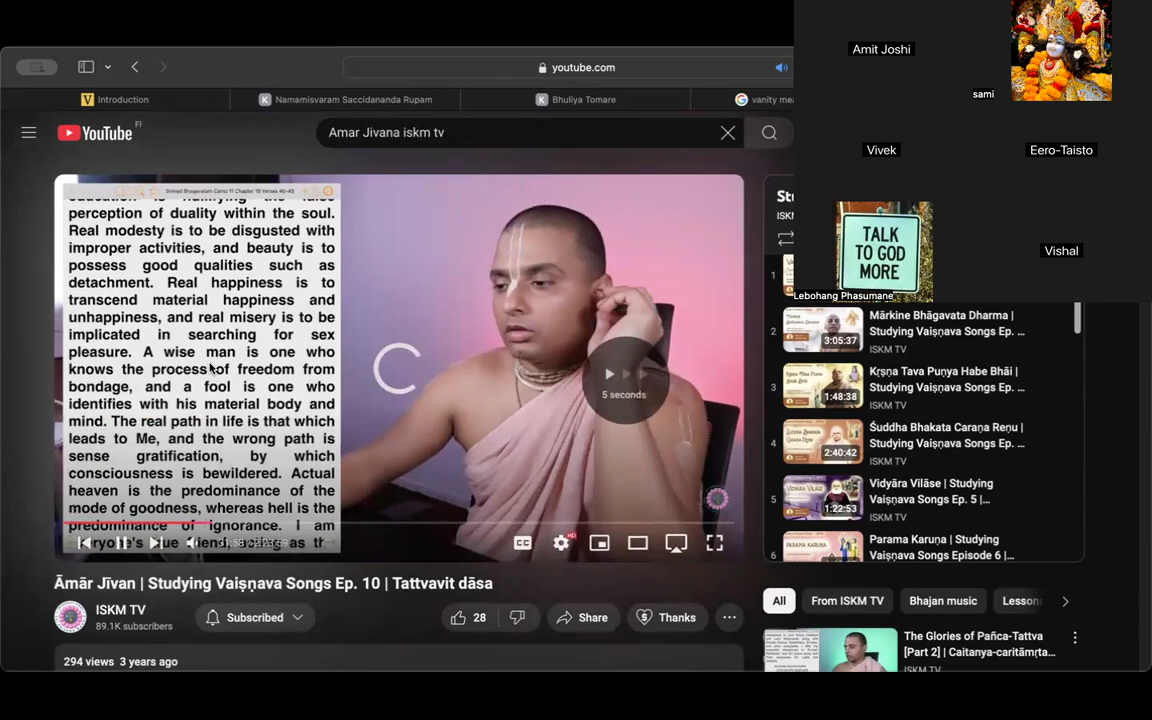 youtube.com
Introduction
Namamisvaram Saccidananda Rupam
Bhuliya Tomare
vanity me
YouTube FI
Amar Jivana iskm tv
Srimad Bhagavatam Canto 11 Chapter 19 Verses 40-45
perception of duality within the soul.
Real modesty is to be disgusted with
improper activities, and beauty is to
possess good qualities such as
detachment. Real happiness is to
transcend material happiness and
unhappiness, and real misery is to be
implicated in searching for sex
pleasure. A wise man is one who
knows the process of freedom from
bondage, and a fool is one who
identifies with his material body and
mind. The real path in life is that which
leads to Me, and the wrong path is
sense gratification, by which
consciousness is bewildered. Actual
heaven is the predominance of the
mode of goodness, whereas hell is the
predominance of ignorance. I am
5 seconds
CC
HD
Āmār Jīvan | Studying Vaiṣṇava Songs Ep. 10 | Tattvavit dāsa
ISKM TV
89.1K subscribers
Subscribed
28
Share
Thanks
294 views 3 years ago
Amit Joshi
sami
Vivek
Eero-Taisto
TALK
TO GOD
MORE
Lebohang Phasumane
Vishal
1
2
Mārkine Bhāgavata Dharma |
Studying Vaiṣṇava Songs Ep. ...
ISKM TV
3:05:37
3
Kṛṣṇa Tava Puṇya Habe Bhāi |
Studying Vaiṣṇava Songs Ep. ...
ISKM TV
1:48:38
4
Śuddha Bhakata Caraṇa Reṇu |
Studying Vaiṣṇava Songs Ep. ...
ISKM TV
2:40:42
5
Vidyāra Vilāse | Studying
Vaiṣṇava Songs Ep. 5 |...
ISKM TV
1:22:53
6
Parama Karuṇa | Studying
Vaiṣṇava Songs Episode 6 |...
All
From ISKM TV
Bhajan music
Lesson
The Glories of Pañca-Tattva
[Part 2] | Caitanya-caritāmṛta...
ISKM TV